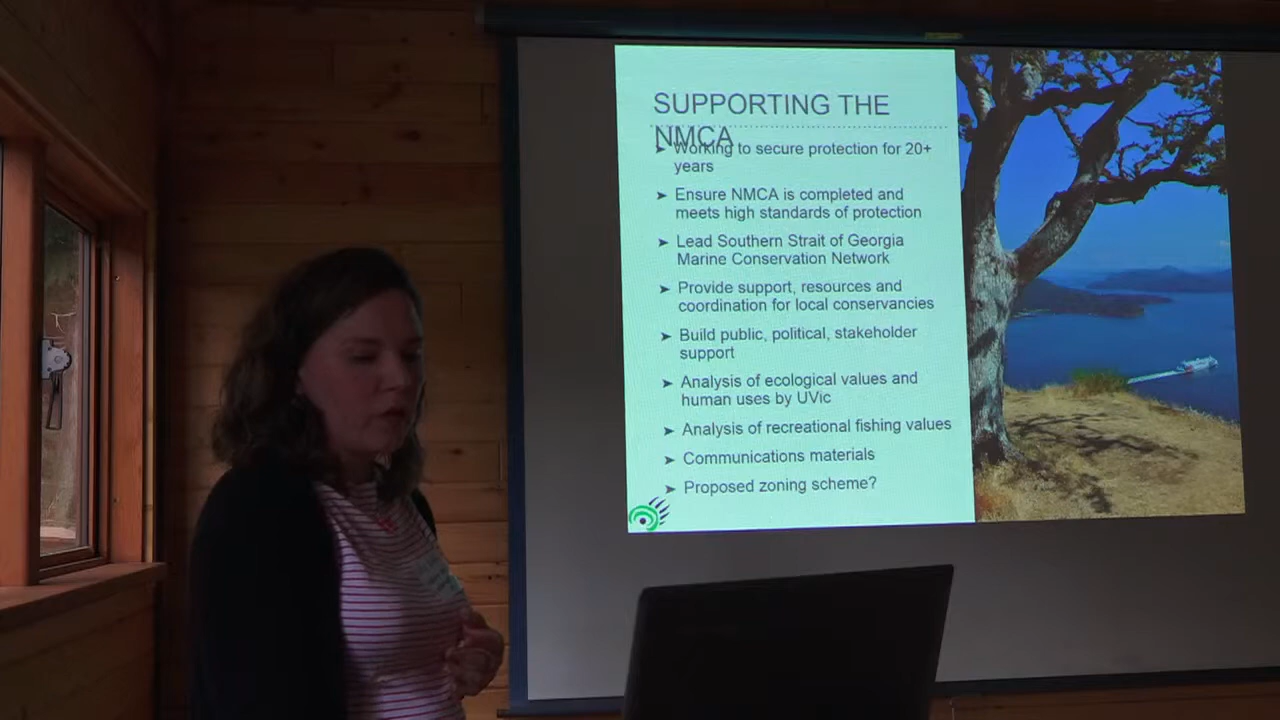 SUPPORTING THE
NMCA
➤ Working to secure protection for 20+
years
➤ Ensure NMCA is completed and
meets high standards of protection
➤ Lead Southern Strait of Georgia
Marine Conservation Network
➤ Provide support, resources and
coordination for local conservancies
➤ Build public, political, stakeholder
support
➤ Analysis of ecological values and
human uses by UVic
➤ Analysis of recreational fishing values
➤ Communications materials
➤ Proposed zoning scheme?